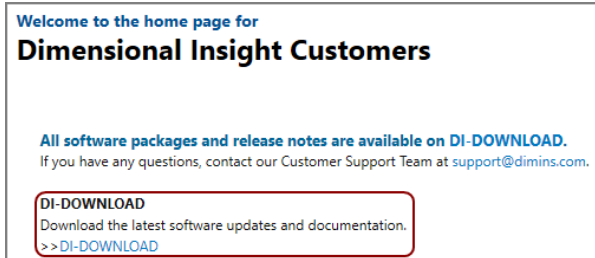 Welcome to the home page for
Dimensional Insight Customers
All software packages and release notes are available on DI-DOWNLOAD.
If you have any questions, contact our Customer Support Team at support@dimins.com.
DI-DOWNLOAD
Download the latest software updates and documentation.
>>DI-DOWNLOAD